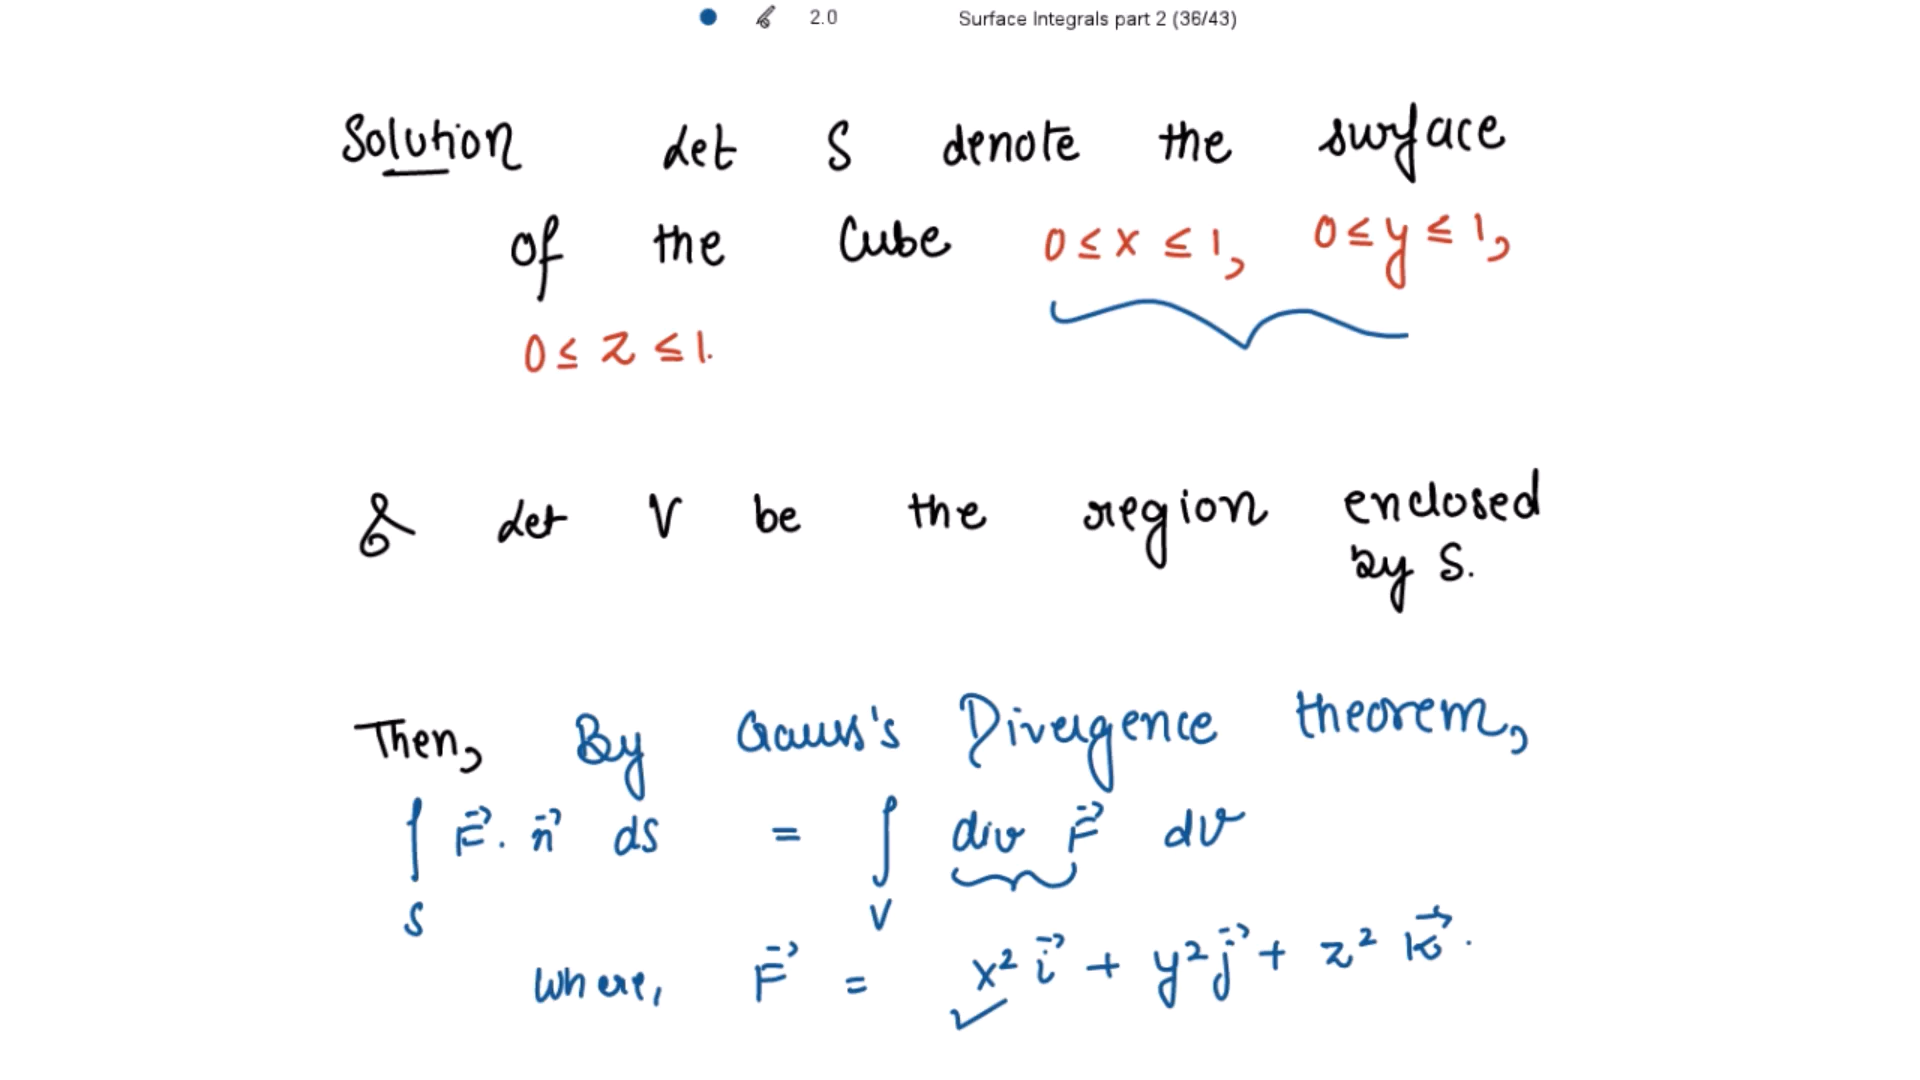 2.0 Surface Integrals part 2 (36/43)
Solution Let S denote the surface
of the Cube 0 ≤ x ≤ 1, 0 ≤ y ≤ 1,
0 ≤ z ≤ 1.
& Let V be the region enclosed
by S.
Then, By Gauss's Divergence theorem,
∫ F⃗ . n⃗ ds = ∫ div F⃗ dv
S V
where, F⃗ = x² i⃗ + y² j⃗ + z² k⃗ .